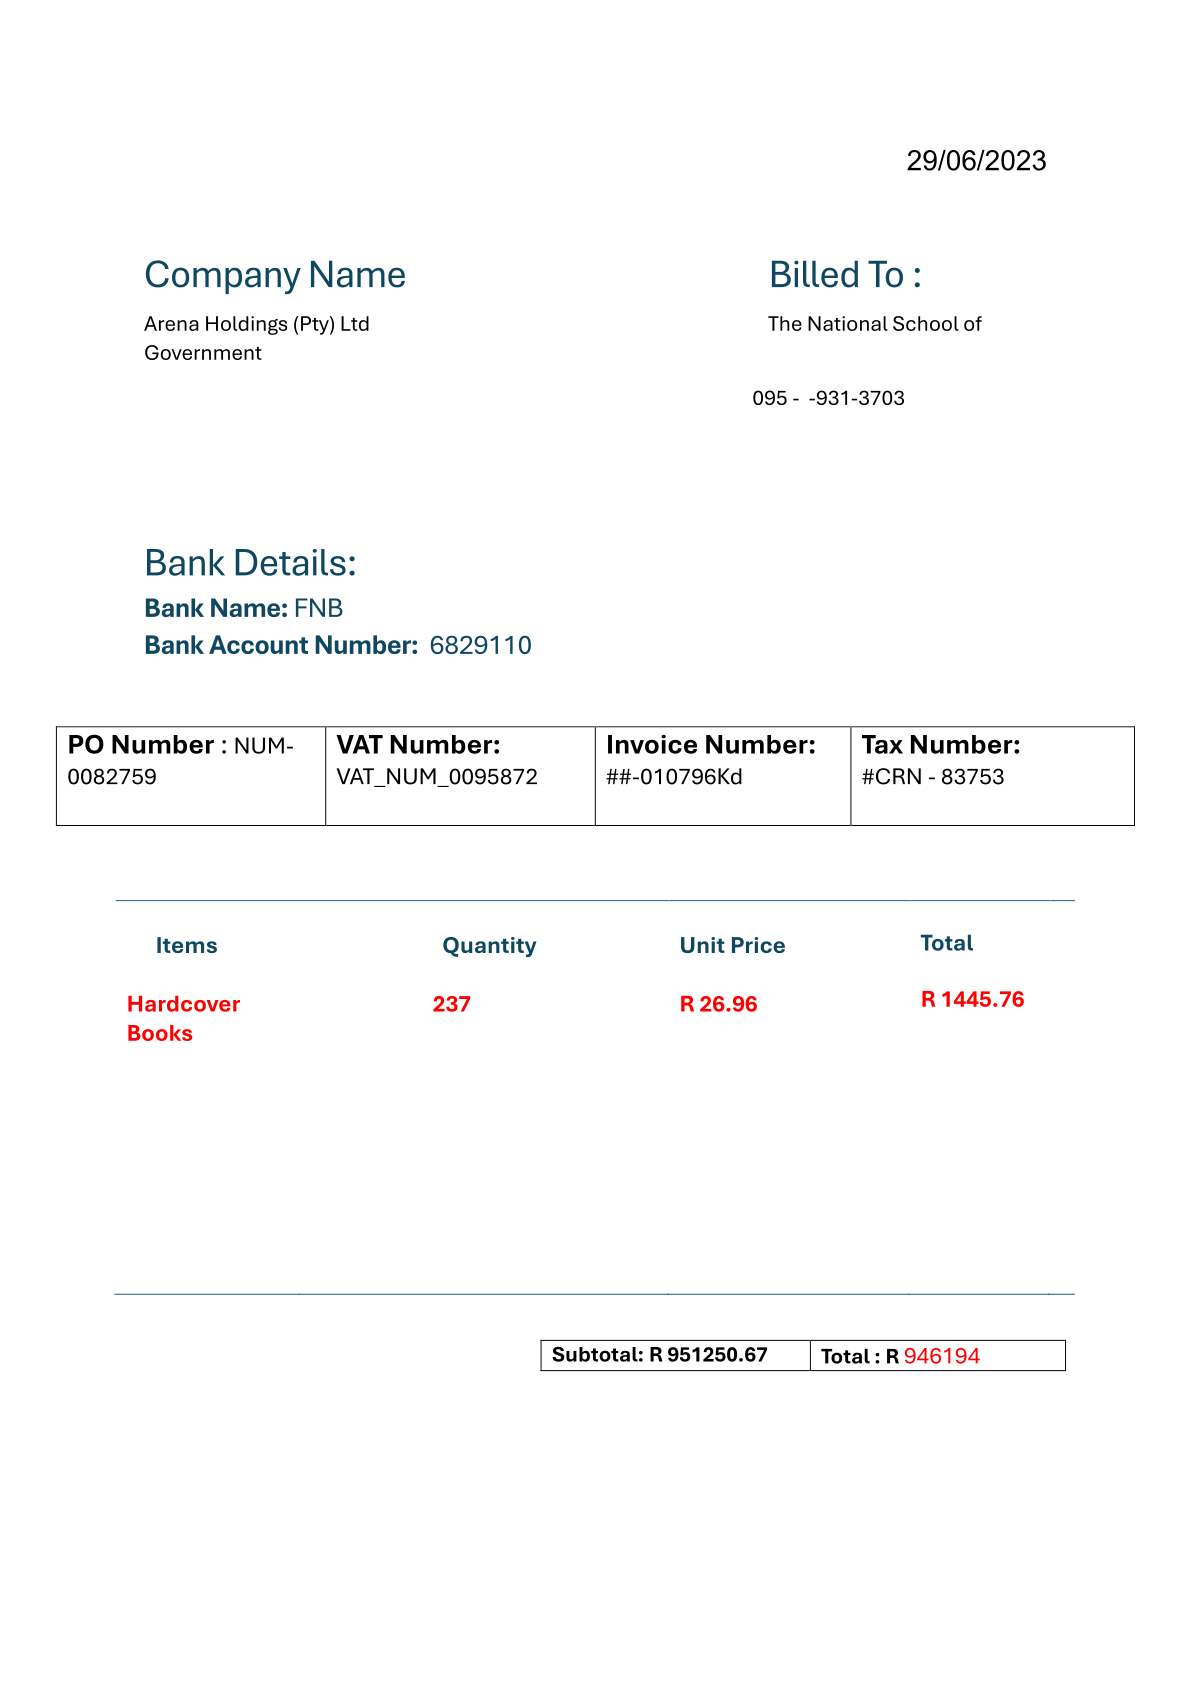 29/06/2023
Company Name Billed To :
Arena Holdings (Pty) Ltd The National School of
Government
095 -  -931-3703
Bank Details:
Bank Name: FNB
Bank Account Number:  6829110
PO Number : NUM- VAT Number: Invoice Number: Tax Number:
0082759 VAT_NUM_0095872 ##-010796Kd #CRN - 83753
Items Quantity Unit Price Total
Hardcover 237 R 26.96 R 1445.76
Books
Subtotal: R 951250.67 Total : R 946194